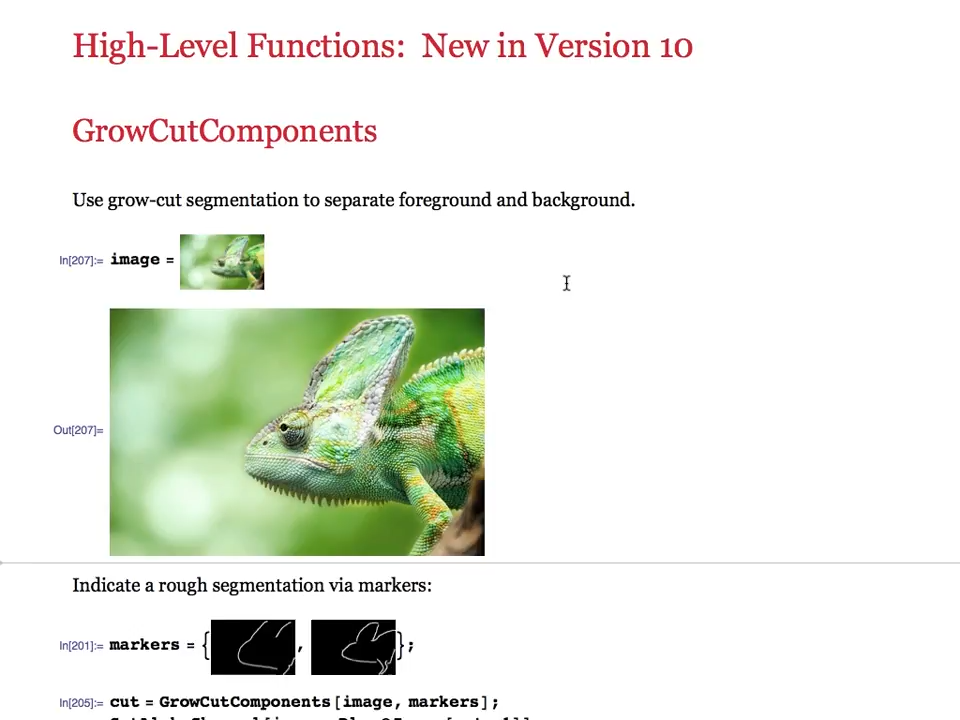 High-Level Functions: New in Version 10
GrowCutComponents
Use grow-cut segmentation to separate foreground and background.
In[207]:= image =
Out[207]=
Indicate a rough segmentation via markers:
In[201]:= markers = { , };
In[205]:= cut = GrowCutComponents[image, markers];